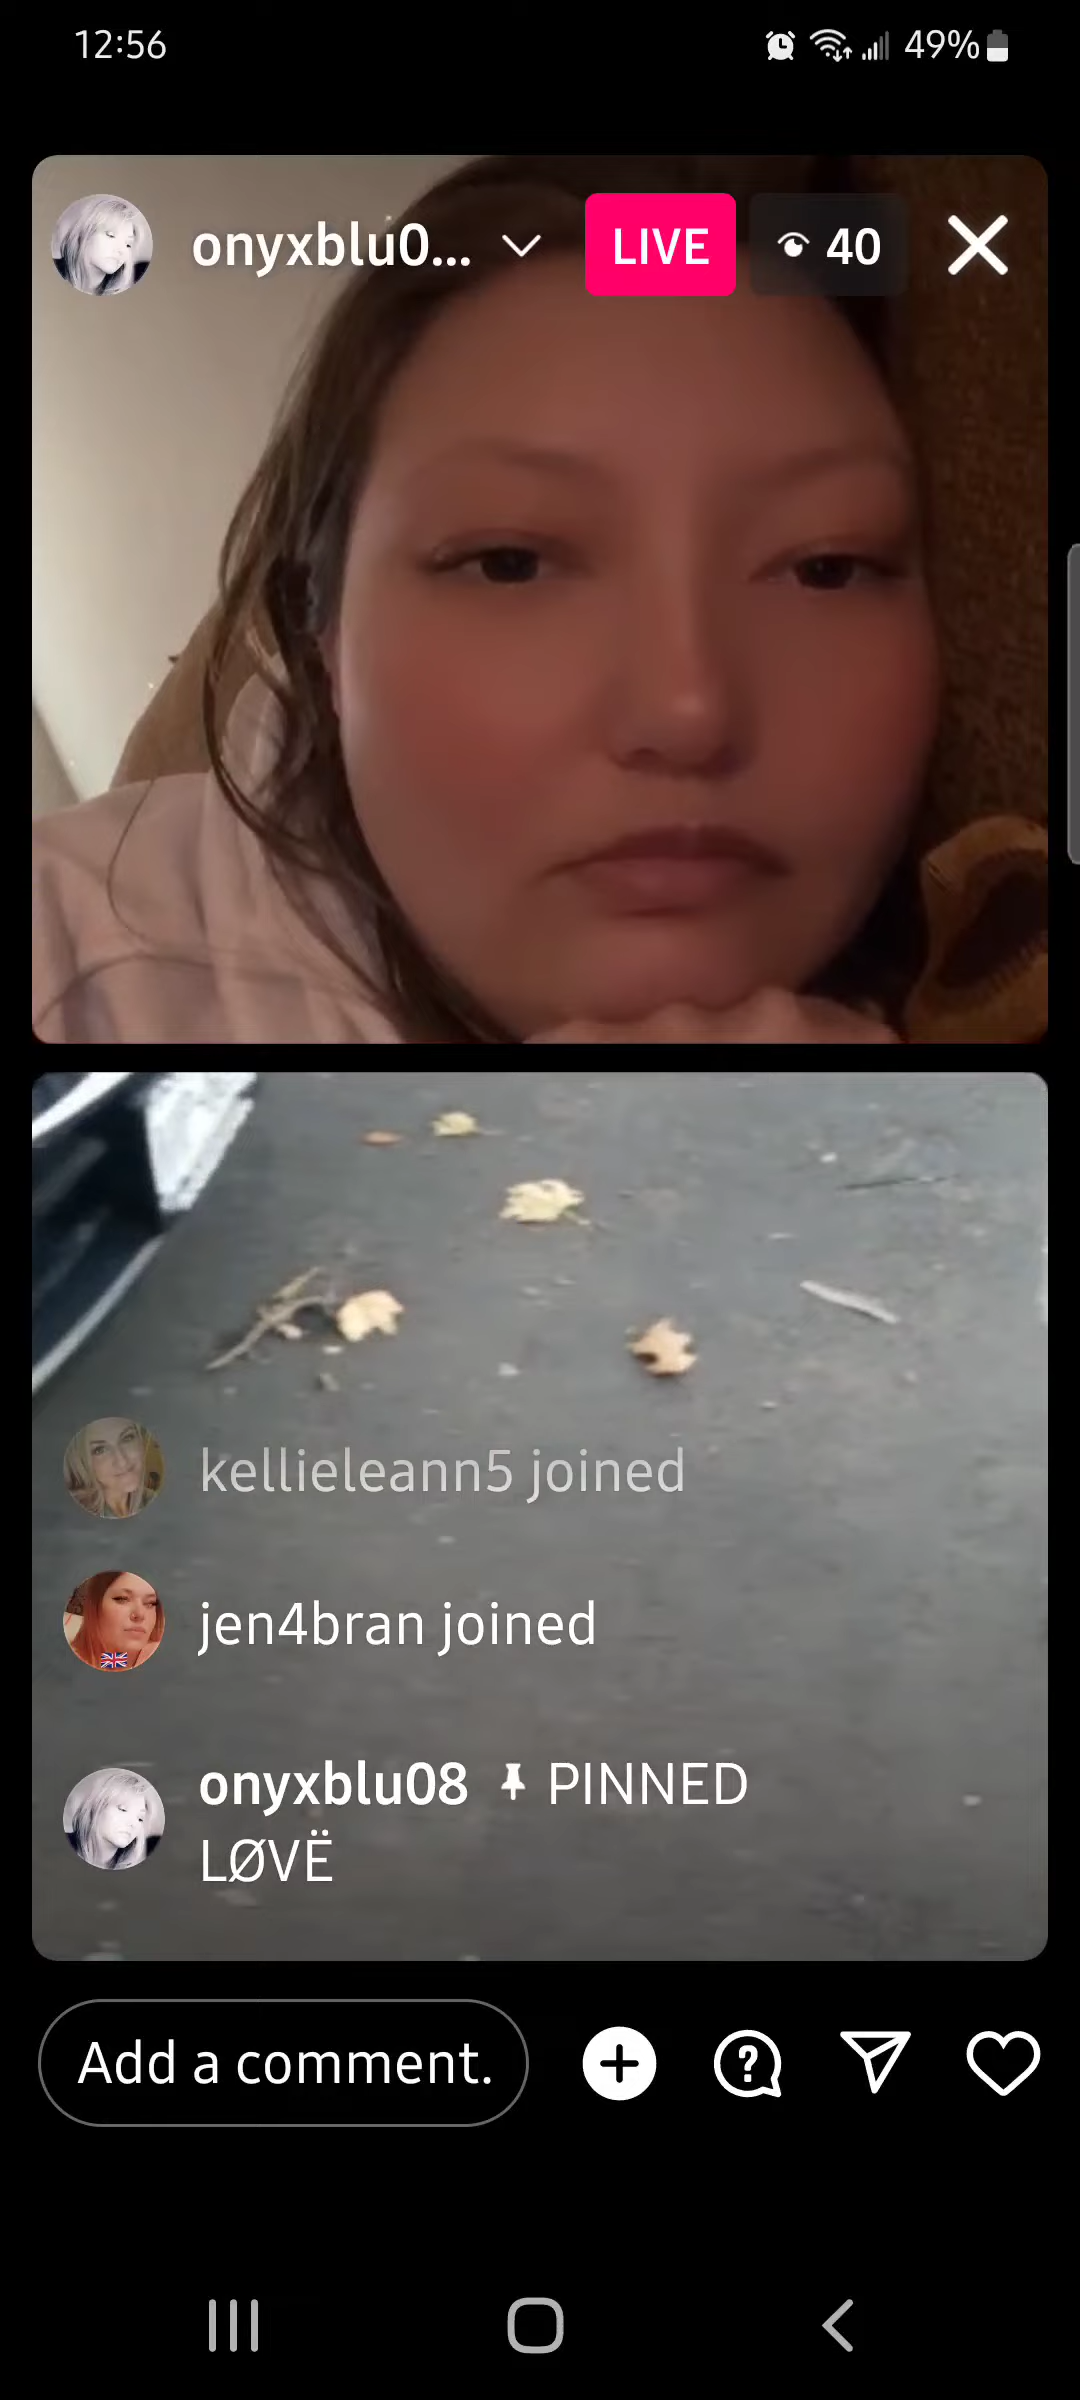 12:56
49%
onyxblu0...
LIVE
40
kellieleann5 joined
jen4bran joined
onyxblu08 PINNED
LØVË
Add a comment.